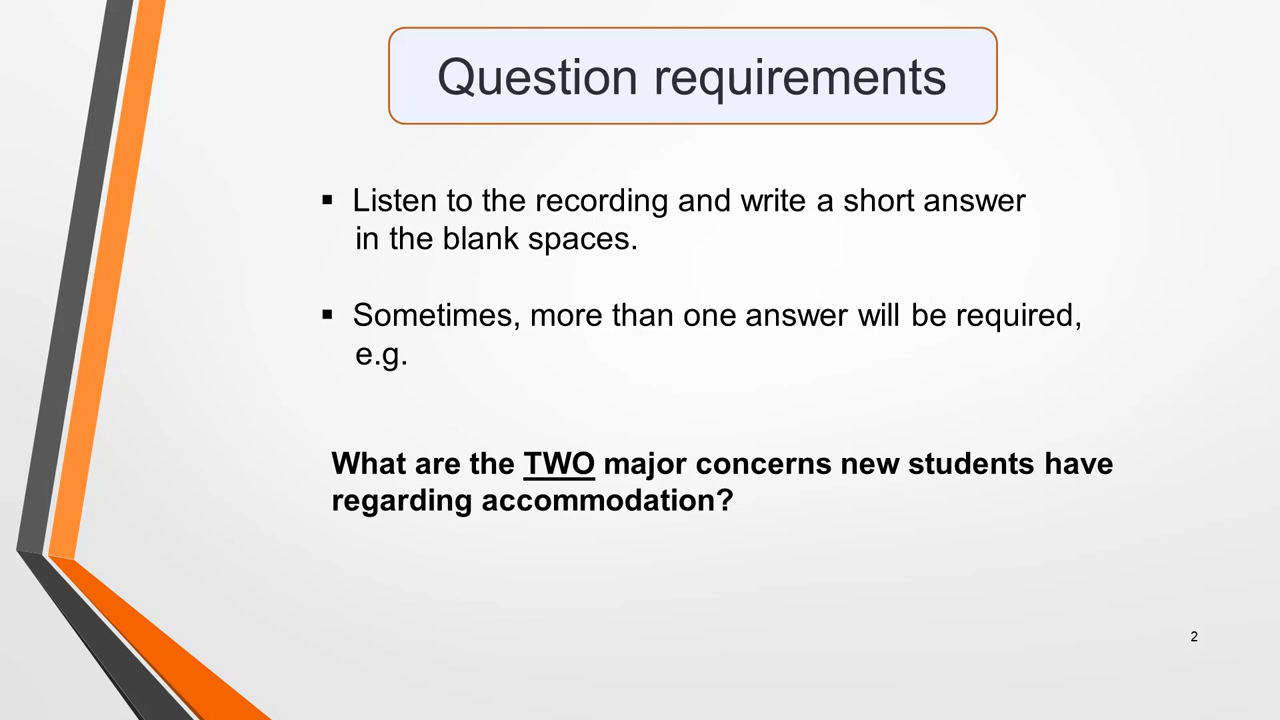 Question requirements
▪ Listen to the recording and write a short answer
in the blank spaces.
▪ Sometimes, more than one answer will be required,
e.g.
What are the TWO major concerns new students have
regarding accommodation?
2